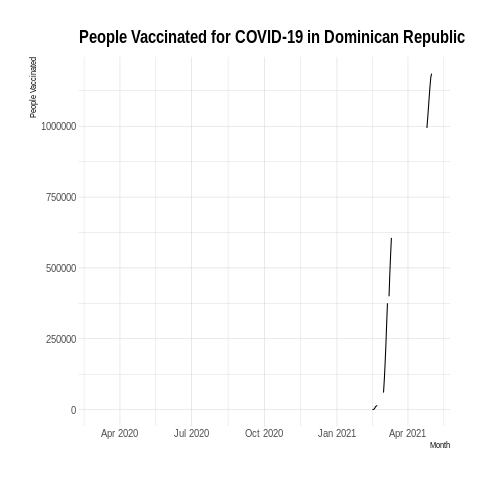 People Vaccinated for COVID-19 in Dominican Republic
People Vaccinated
1000000
750000
500000
250000
0
Apr 2020 Jul 2020 Oct 2020 Jan 2021 Apr 2021
Month